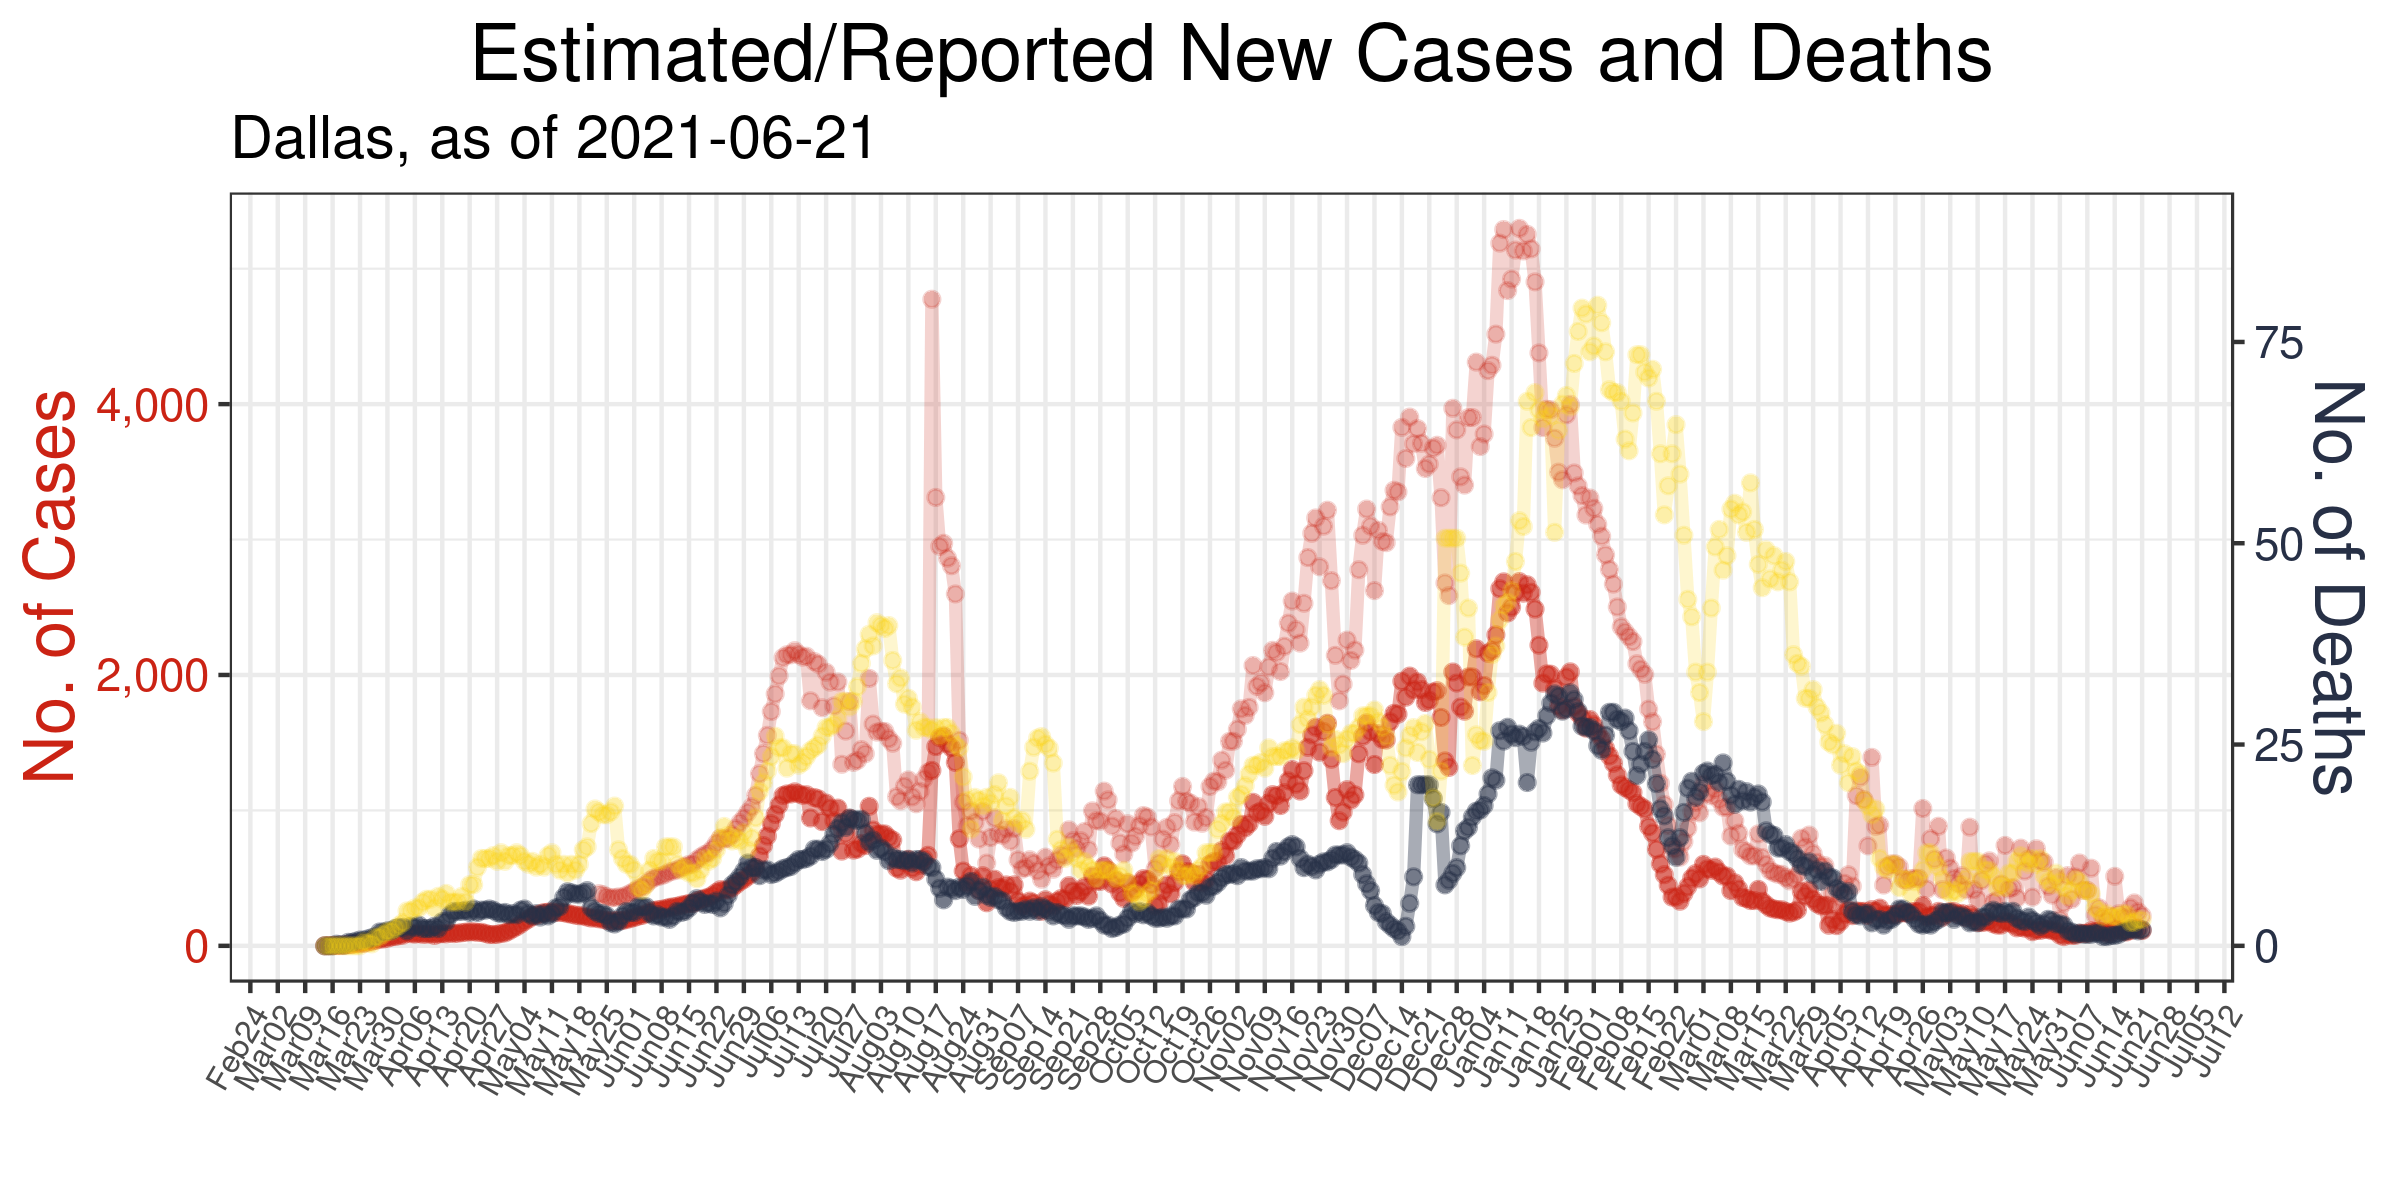 Estimated/Reported New Cases and Deaths
Dallas, as of 2021-06-21
No. of Cases
4,000
2,000
0
No. of Deaths
75
50
25
0
Feb24
Mar02
Mar09
Mar16
Mar23
Mar30
Apr06
Apr13
Apr20
Apr27
May04
May11
May18
May25
Jun01
Jun08
Jun15
Jun22
Jun29
Jul06
Jul13
Jul20
Jul27
Aug03
Aug10
Aug17
Aug24
Aug31
Sep07
Sep14
Sep21
Sep28
Oct05
Oct12
Oct19
Oct26
Nov02
Nov09
Nov16
Nov23
Nov30
Dec07
Dec14
Dec21
Dec28
Jan04
Jan11
Jan18
Jan25
Feb01
Feb08
Feb15
Feb22
Mar01
Mar08
Mar15
Mar22
Mar29
Apr05
Apr12
Apr19
Apr26
May03
May10
May17
May24
May31
Jun07
Jun14
Jun21
Jun28
Jul05
Jul12